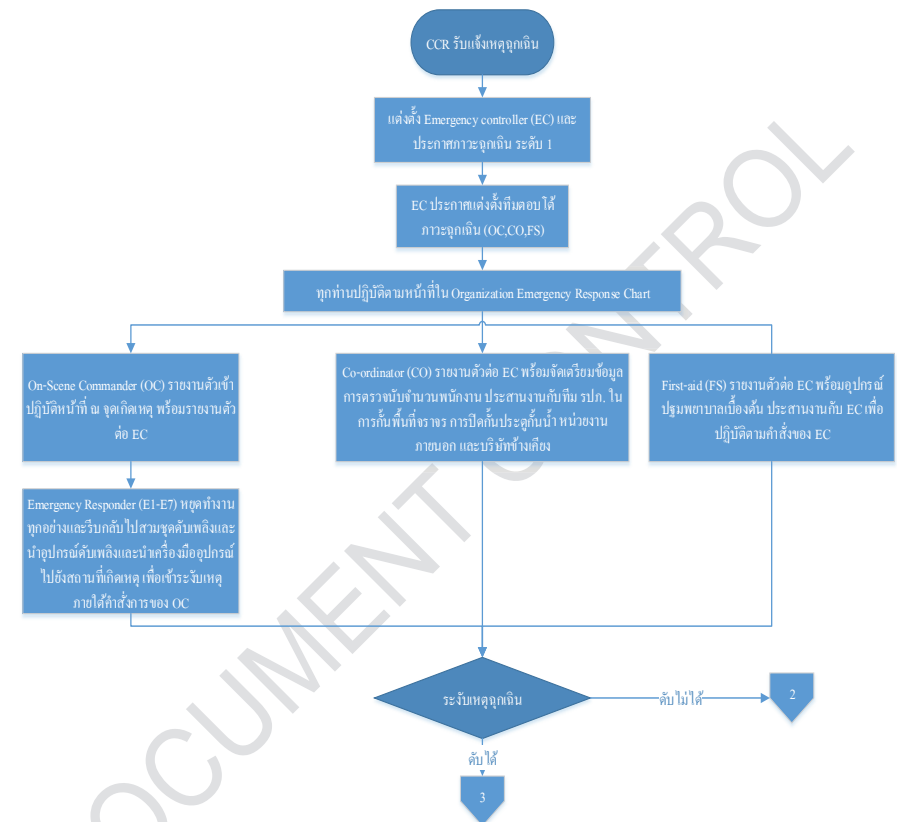 CCR รับแจ้งเหตุฉุกเฉิน
แต่งตั้ง Emergency controller (EC) และ
ประกาศภาวะฉุกเฉิน ระดับ 1
EC ประกาศแต่งตั้งทีมตอบโต้
ภาวะฉุกเฉิน (OC,CO,FS)
ทุกท่านปฏิบัติตามหน้าที่ใน Organization Emergency Response Chart
On-Scene Commander (OC) รายงานตัวเข้า
ปฏิบัติหน้าที่ ณ จุดเกิดเหตุ พร้อมรายงานตัว
ต่อ EC
Co-ordinator (CO) รายงานตัวต่อ EC พร้อมจัดเตรียมข้อมูล
การตรวจนับจำนวนพนักงาน ประสานงานกับทีม รปภ. ใน
การกั้นพื้นที่จราจร การปิดกั้นประตูกั้นน้ำ หน่วยงาน
ภายนอก และบริษัทข้างเคียง
First-aid (FS) รายงานตัวต่อ EC พร้อมอุปกรณ์
ปฐมพยาบาลเบื้องต้น ประสานงานกับ EC เพื่อ
ปฏิบัติตามคำสั่งของ EC
Emergency Responder (E1-E7) หยุดทำงาน
ทุกอย่างและรีบกลับไปสวมชุดดับเพลิงและ
นำอุปกรณ์ดับเพลิงและนำเครื่องมืออุปกรณ์
ไปยังสถานที่เกิดเหตุ เพื่อเข้าระงับเหตุ
ภายใต้คำสั่งการของ OC
ระงับเหตุฉุกเฉิน
ดับไม่ได้
2
ดับได้
3
DOCUMENT CONTROL